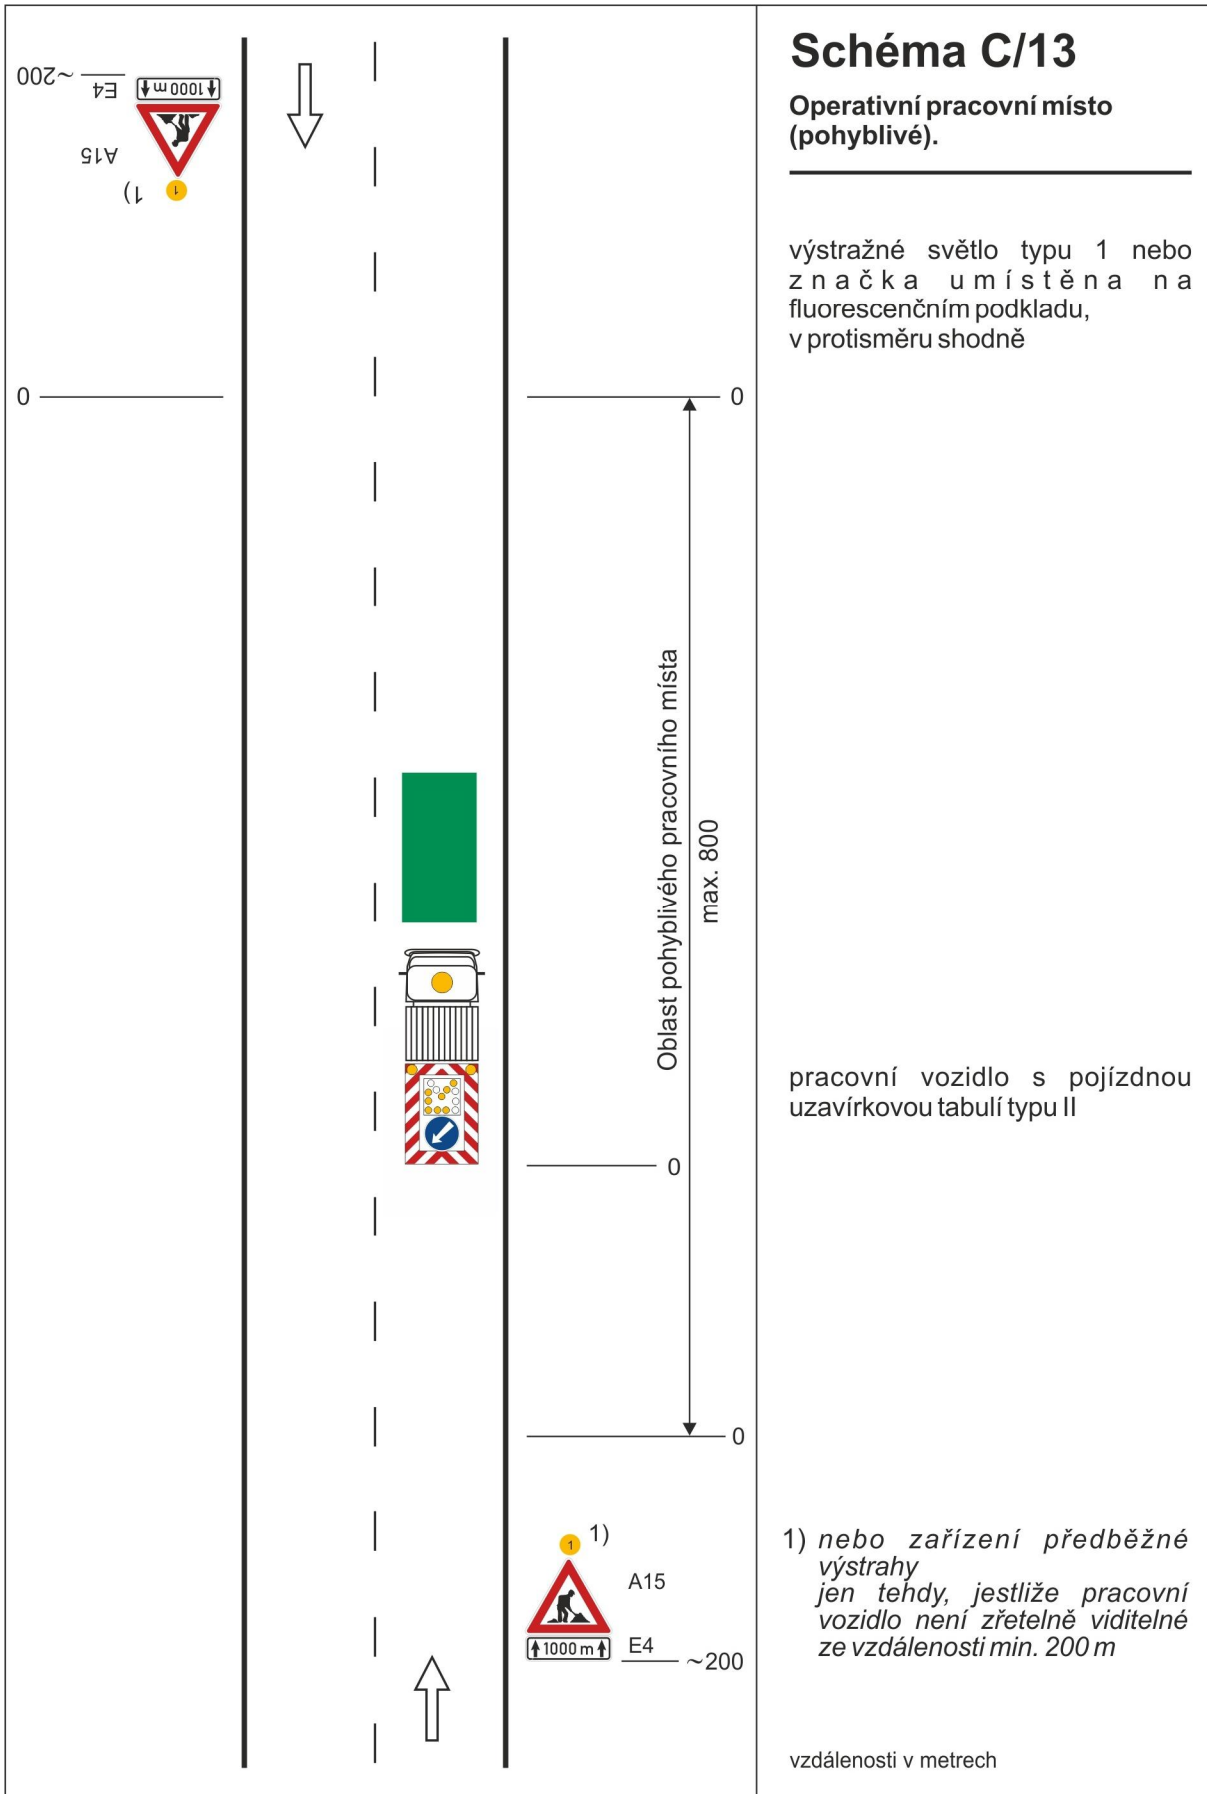 Schéma C/13
Operativní pracovní místo
(pohyblivé).
výstražné světlo typu 1 nebo
značka umístěna na
fluorescenčním podkladu,
v protisměru shodně
~200
E4
1000 m
A15
1)
1
0
0
Oblast pohyblivého pracovního místa
max. 800
pracovní vozidlo s pojízdnou
uzavírkovou tabulí typu II
0
0
1
1)
A15
1000 m
E4
~200
1) nebo zařízení předběžné
výstrahy
jen tehdy, jestliže pracovní
vozidlo není zřetelně viditelné
ze vzdálenosti min. 200 m
vzdálenosti v metrech